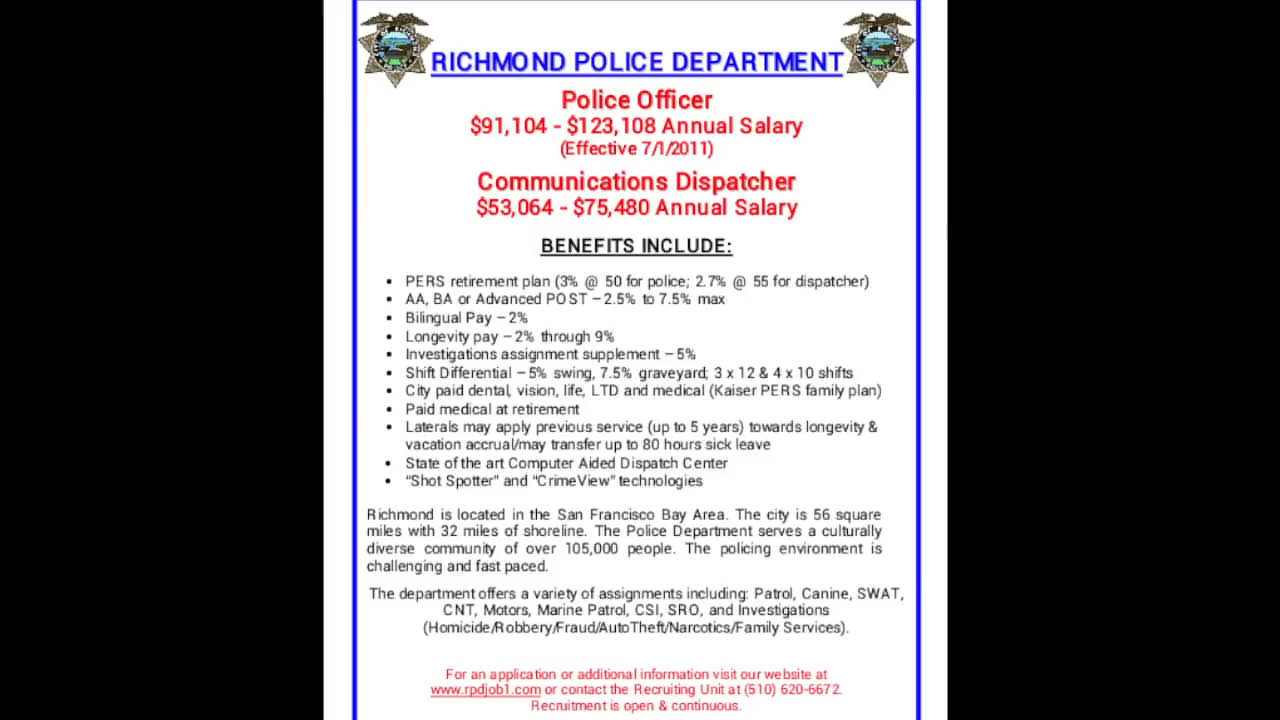 RICHMOND POLICE DEPARTMENT
Police Officer
$91,104 - $123,108 Annual Salary
(Effective 7/1/2011)
Communications Dispatcher
$53,064 - $75,480 Annual Salary
BENEFITS INCLUDE:
• PERS retirement plan (3% @ 50 for police; 2.7% @ 55 for dispatcher)
• AA, BA or Advanced POST – 2.5% to 7.5% max
• Bilingual Pay – 2%
• Longevity pay – 2% through 9%
• Investigations assignment supplement – 5%
• Shift Differential – 5% swing, 7.5% graveyard; 3 x 12 & 4 x 10 shifts
• City paid dental, vision, life, LTD and medical (Kaiser PERS family plan)
• Paid medical at retirement
• Laterals may apply previous service (up to 5 years) towards longevity &
vacation accrual/may transfer up to 80 hours sick leave
• State of the art Computer Aided Dispatch Center
• "Shot Spotter" and "CrimeView" technologies
Richmond is located in the San Francisco Bay Area. The city is 56 square
miles with 32 miles of shoreline. The Police Department serves a culturally
diverse community of over 105,000 people. The policing environment is
challenging and fast paced.
The department offers a variety of assignments including: Patrol, Canine, SWAT,
CNT, Motors, Marine Patrol, CSI, SRO, and Investigations
(Homicide/Robbery/Fraud/AutoTheft/Narcotics/Family Services).
For an application or additional information visit our website at
www.rpdjob1.com or contact the Recruiting Unit at (510) 620-6672.
Recruitment is open & continuous.